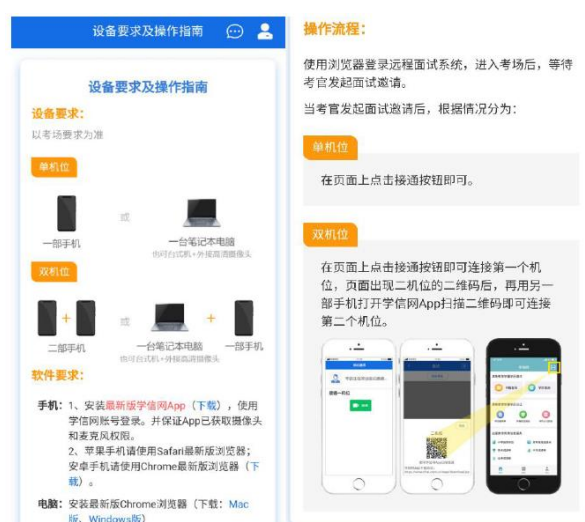 设备要求及操作指南
设备要求及操作指南
设备要求：
以考场要求为准
单机位
或
一部手机
一台笔记本电脑
也可台式机+外接高清摄像头
双机位
+
或
+
二部手机
一台笔记本电脑
一部手机
也可台式机+外接高清摄像头
软件要求：
手机：1、安装最新版学信网App（下载），使用
学信网账号登录。并保证App已获取摄像头
和麦克风权限。
2、苹果手机请使用Safari最新版浏览器；
安卓手机请使用Chrome最新版浏览器（下
载）。
电脑：安装最新版Chrome浏览器（下载：Mac
版、Windows版）
操作流程：
使用浏览器登录远程面试系统，进入考场后，等待
考官发起面试邀请。
当考官发起面试邀请后，根据情况分为：
单机位
在页面上点击接通按钮即可。
双机位
在页面上点击接通按钮即可连接第一个机
位，页面出现二机位的二维码后，再用另一
部手机打开学信网App扫描二维码即可连接
第二个机位。